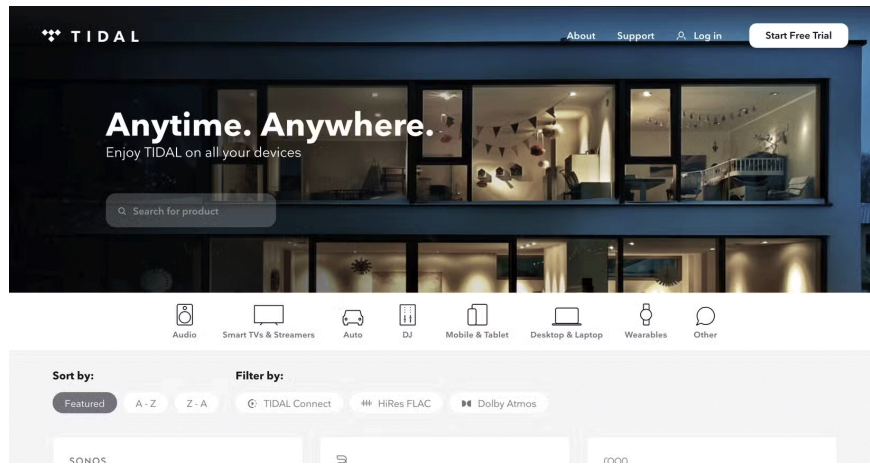 TIDAL
About Support Log in Start Free Trial
Anytime. Anywhere.
Enjoy TIDAL on all your devices
Search for product
Audio Smart TVs & Streamers Auto DJ Mobile & Tablet Desktop & Laptop Wearables Other
Sort by: Filter by:
Featured A - Z Z - A TIDAL Connect HiRes FLAC Dolby Atmos
SONOS roon